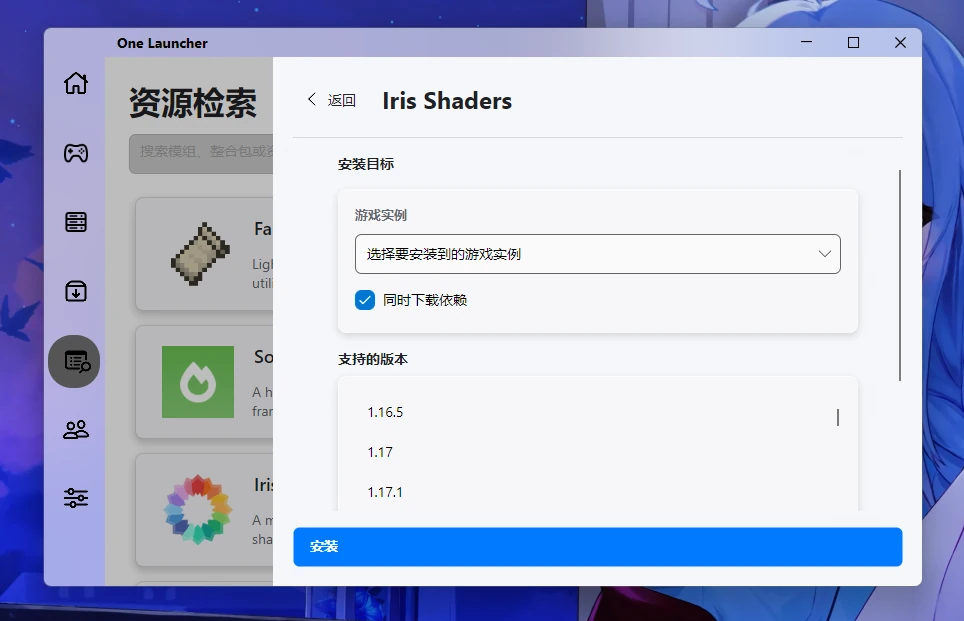 One Launcher
资源检索
搜索模组、整合包或
返回
Iris Shaders
安装目标
游戏实例
选择要安装到的游戏实例
同时下载依赖
支持的版本
1.16.5
1.17
1.17.1
安装
Fa
Lig
utili
So
A h
fran
Iris
A m
sha